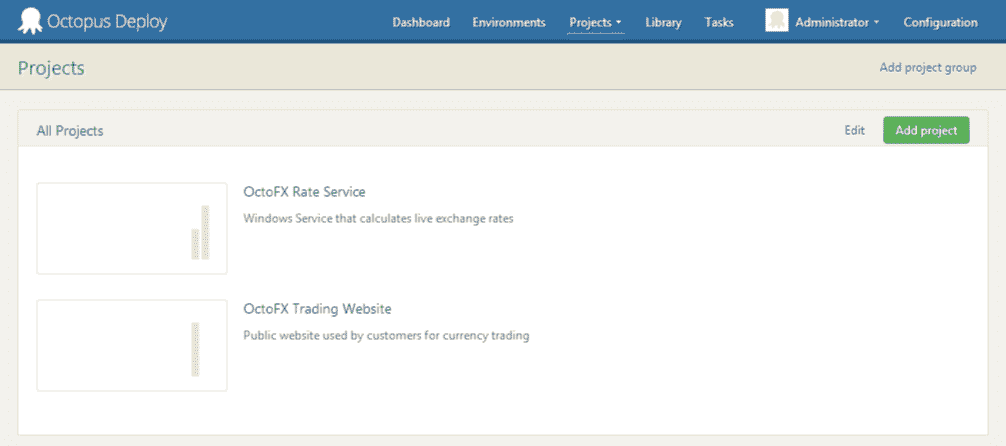 Octopus Deploy
Dashboard Environments Projects Library Tasks Administrator Configuration
Projects
Add project group
All Projects
Edit Add project
OctoFX Rate Service
Windows Service that calculates live exchange rates
OctoFX Trading Website
Public website used by customers for currency trading